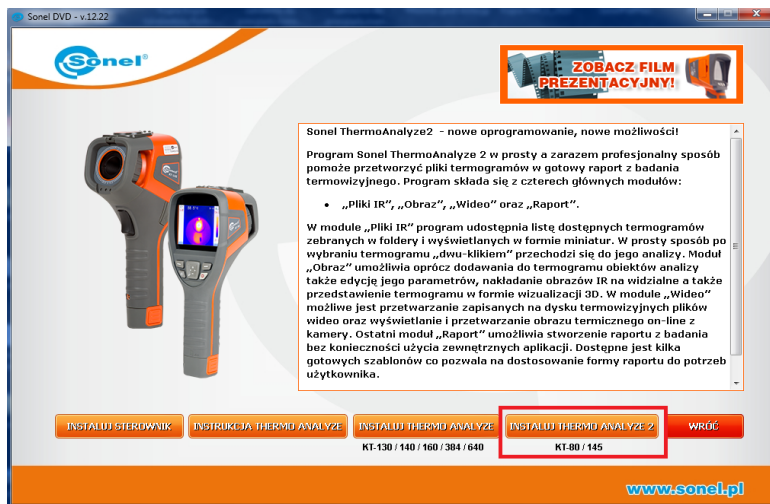 Sonel DVD - v.12.22
Sonel®
ZOBACZ FILM
PREZENTACYJNY!
Sonel ThermoAnalyze2 - nowe oprogramowanie, nowe możliwości!
Program Sonel ThermoAnalyze 2 w prosty a zarazem profesjonalny sposób
pomoże przetworzyć pliki termogramów w gotowy raport z badania
termowizyjnego. Program składa się z czterech głównych modułów:
• „Pliki IR”, „Obraz”, „Wideo” oraz „Raport”.
W module „Pliki IR” program udostępnia listę dostępnych termogramów
zebranych w foldery i wyświetlanych w formie miniatur. W prosty sposób po
wybraniu termogramu „dwu-klikiem” przechodzi się do jego analizy. Moduł
„Obraz” umożliwia oprócz dodawania do termogramu obiektów analizy
także edycję jego parametrów, nakładanie obrazów IR na widzialne a także
przedstawienie termogramu w formie wizualizacji 3D. W module „Wideo”
możliwe jest przetwarzanie zapisanych na dysku termowizyjnych plików
wideo oraz wyświetlanie i przetwarzanie obrazu termicznego on-line z
kamery. Ostatni moduł „Raport” umożliwia stworzenie raportu z badania
bez konieczności użycia zewnętrznych aplikacji. Dostępne jest kilka
gotowych szablonów co pozwala na dostosowanie formy raportu do potrzeb
użytkownika.
INSTALUJ STEROWNIK INSTRUKCJA THERMO ANALYZE INSTALUJ THERMO ANALYZE INSTALUJ THERMO ANALYZE 2 WRÓĆ
KT-130 / 140 / 160 / 384 / 640 KT-80 / 145
www.sonel.pl